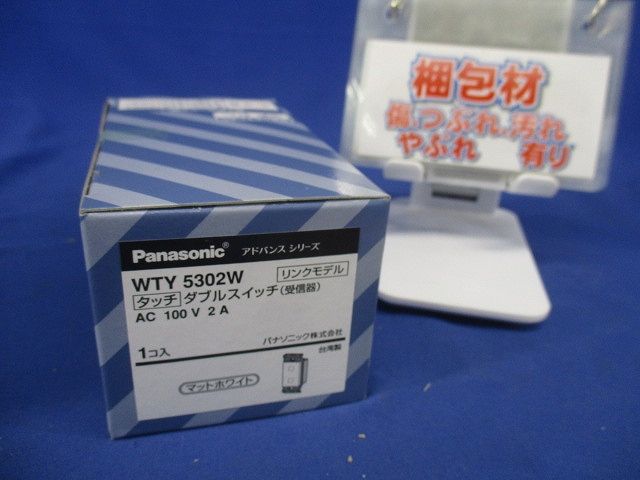 梱包材
傷つぶれ汚れ
やぶれ 有り
Panasonic® アドバンス シリーズ
WTY 5302W リンクモデル
タッチ ダブルスイッチ(受信器)
AC 100V 2A
パナソニック株式会社
1コ入 台湾製
マットホワイト